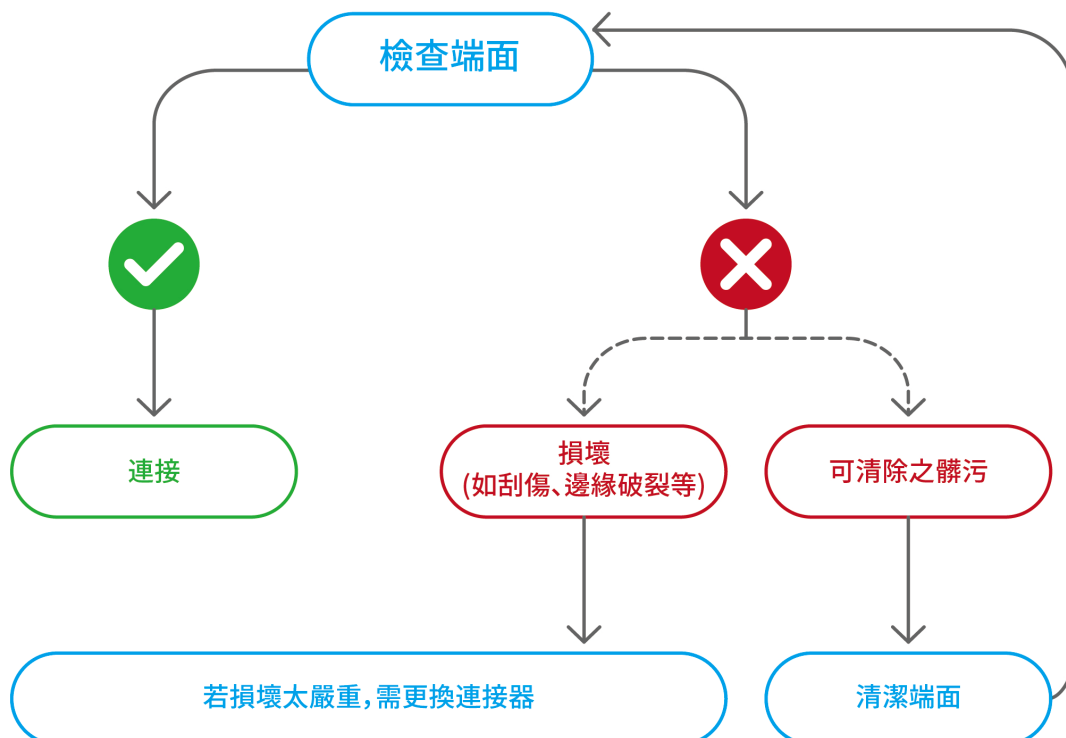 檢查端面
連接
損壞
(如刮傷、邊緣破裂等)
可清除之髒污
若損壞太嚴重,需更換連接器
清潔端面